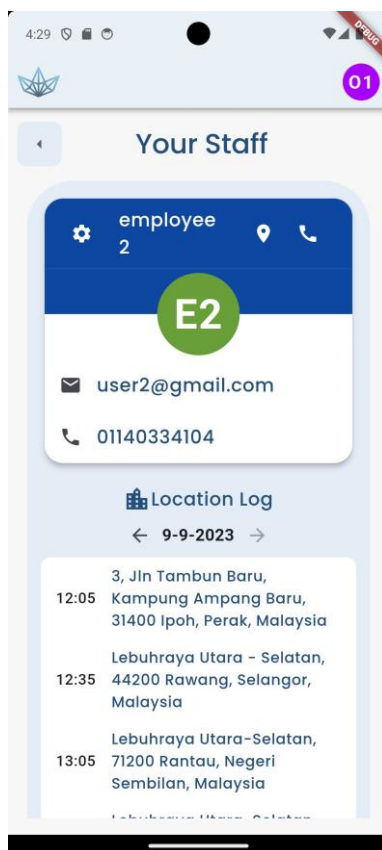 4:29
DEBUG
O1
Your Staff
employee
2
E2
user2@gmail.com
01140334104
Location Log
9-9-2023
3, Jln Tambun Baru,
12:05 Kampung Ampang Baru,
31400 Ipoh, Perak, Malaysia
Lebuhraya Utara - Selatan,
12:35 44200 Rawang, Selangor,
Malaysia
Lebuhraya Utara-Selatan,
13:05 71200 Rantau, Negeri
Sembilan, Malaysia